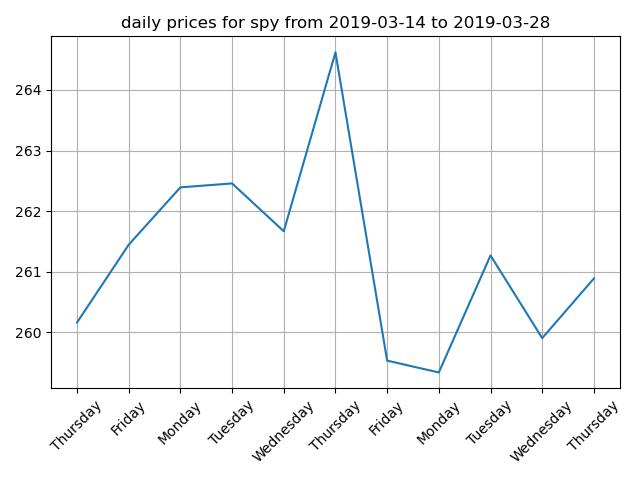 daily prices for spy from 2019-03-14 to 2019-03-28
264
263
262
261
260
Thursday
Friday
Monday
Tuesday
Wednesday
Thursday
Friday
Monday
Tuesday
Wednesday
Thursday